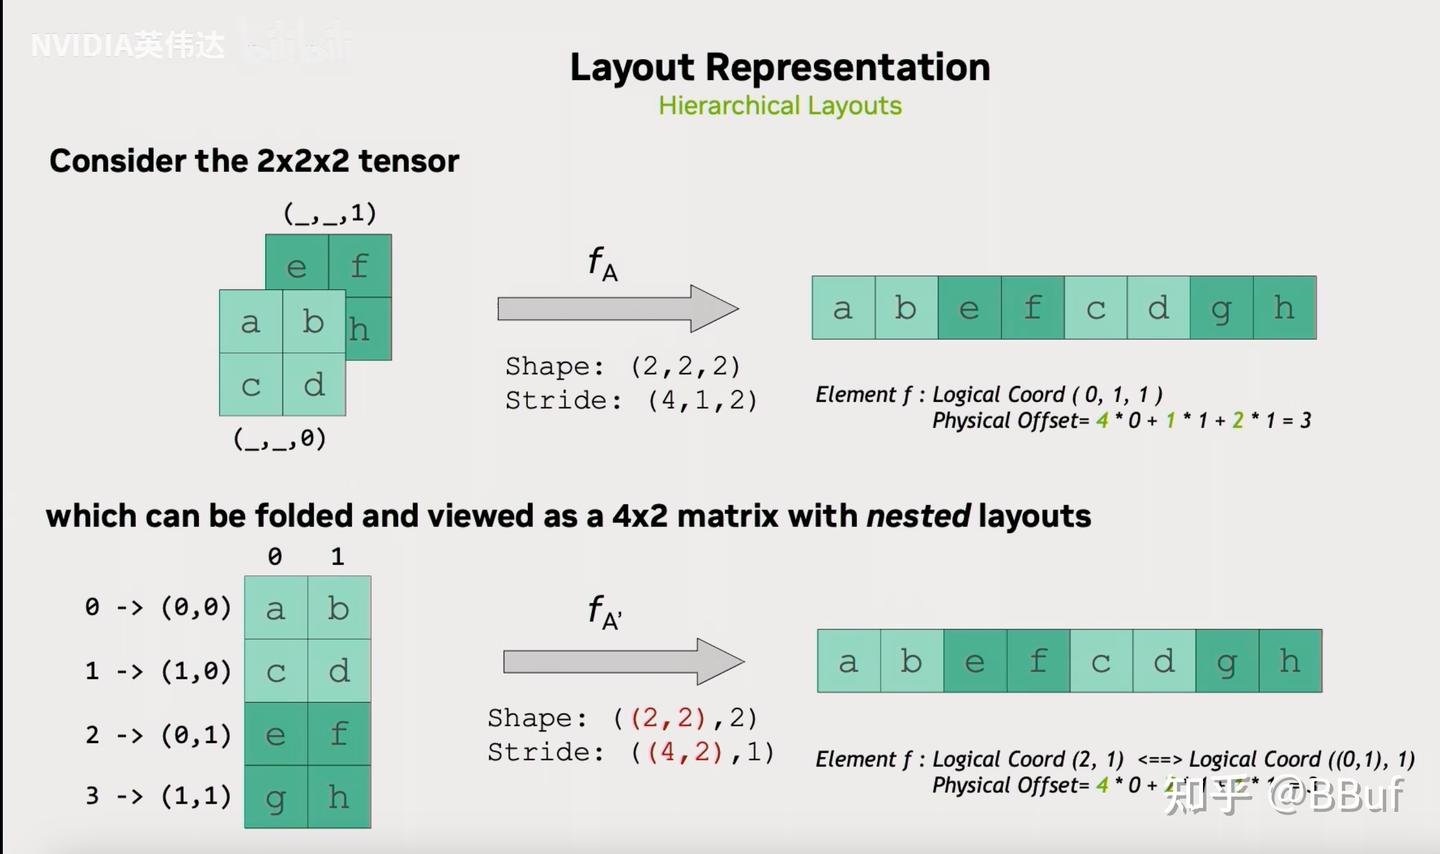 NVIDIA英伟达 bilibili
Layout Representation
Hierarchical Layouts
Consider the 2x2x2 tensor
(_,_,1)
e f
a b h
c d
(_,_,0)
fA
Shape: (2,2,2)
Stride: (4,1,2)
a b e f c d g h
Element f : Logical Coord ( 0, 1, 1 )
Physical Offset= 4 * 0 + 1 * 1 + 2 * 1 = 3
which can be folded and viewed as a 4x2 matrix with nested layouts
0 1
0 -> (0,0) a b
1 -> (1,0) c d
2 -> (0,1) e f
3 -> (1,1) g h
fA’
Shape: ((2,2),2)
Stride: ((4,2),1)
a b e f c d g h
Element f : Logical Coord (2, 1) <==> Logical Coord ((0,1), 1)
Physical Offset= 4 * 0 +
知乎 @BBuf